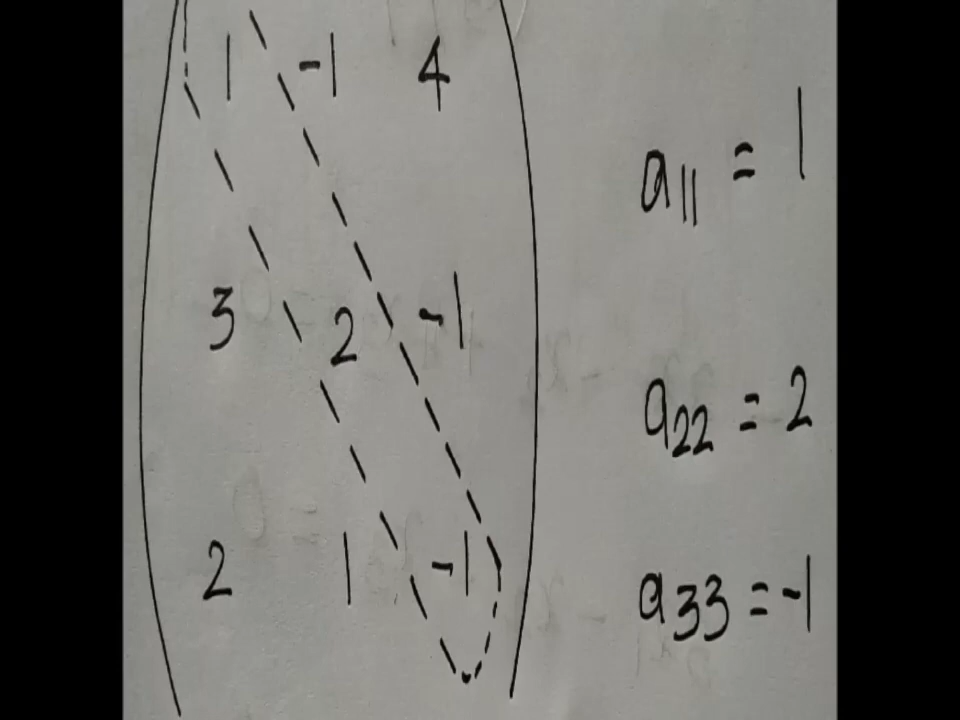 1 -1 4
a11 = 1
3 2 -1
a22 = 2
2 1 -1
a33 = -1